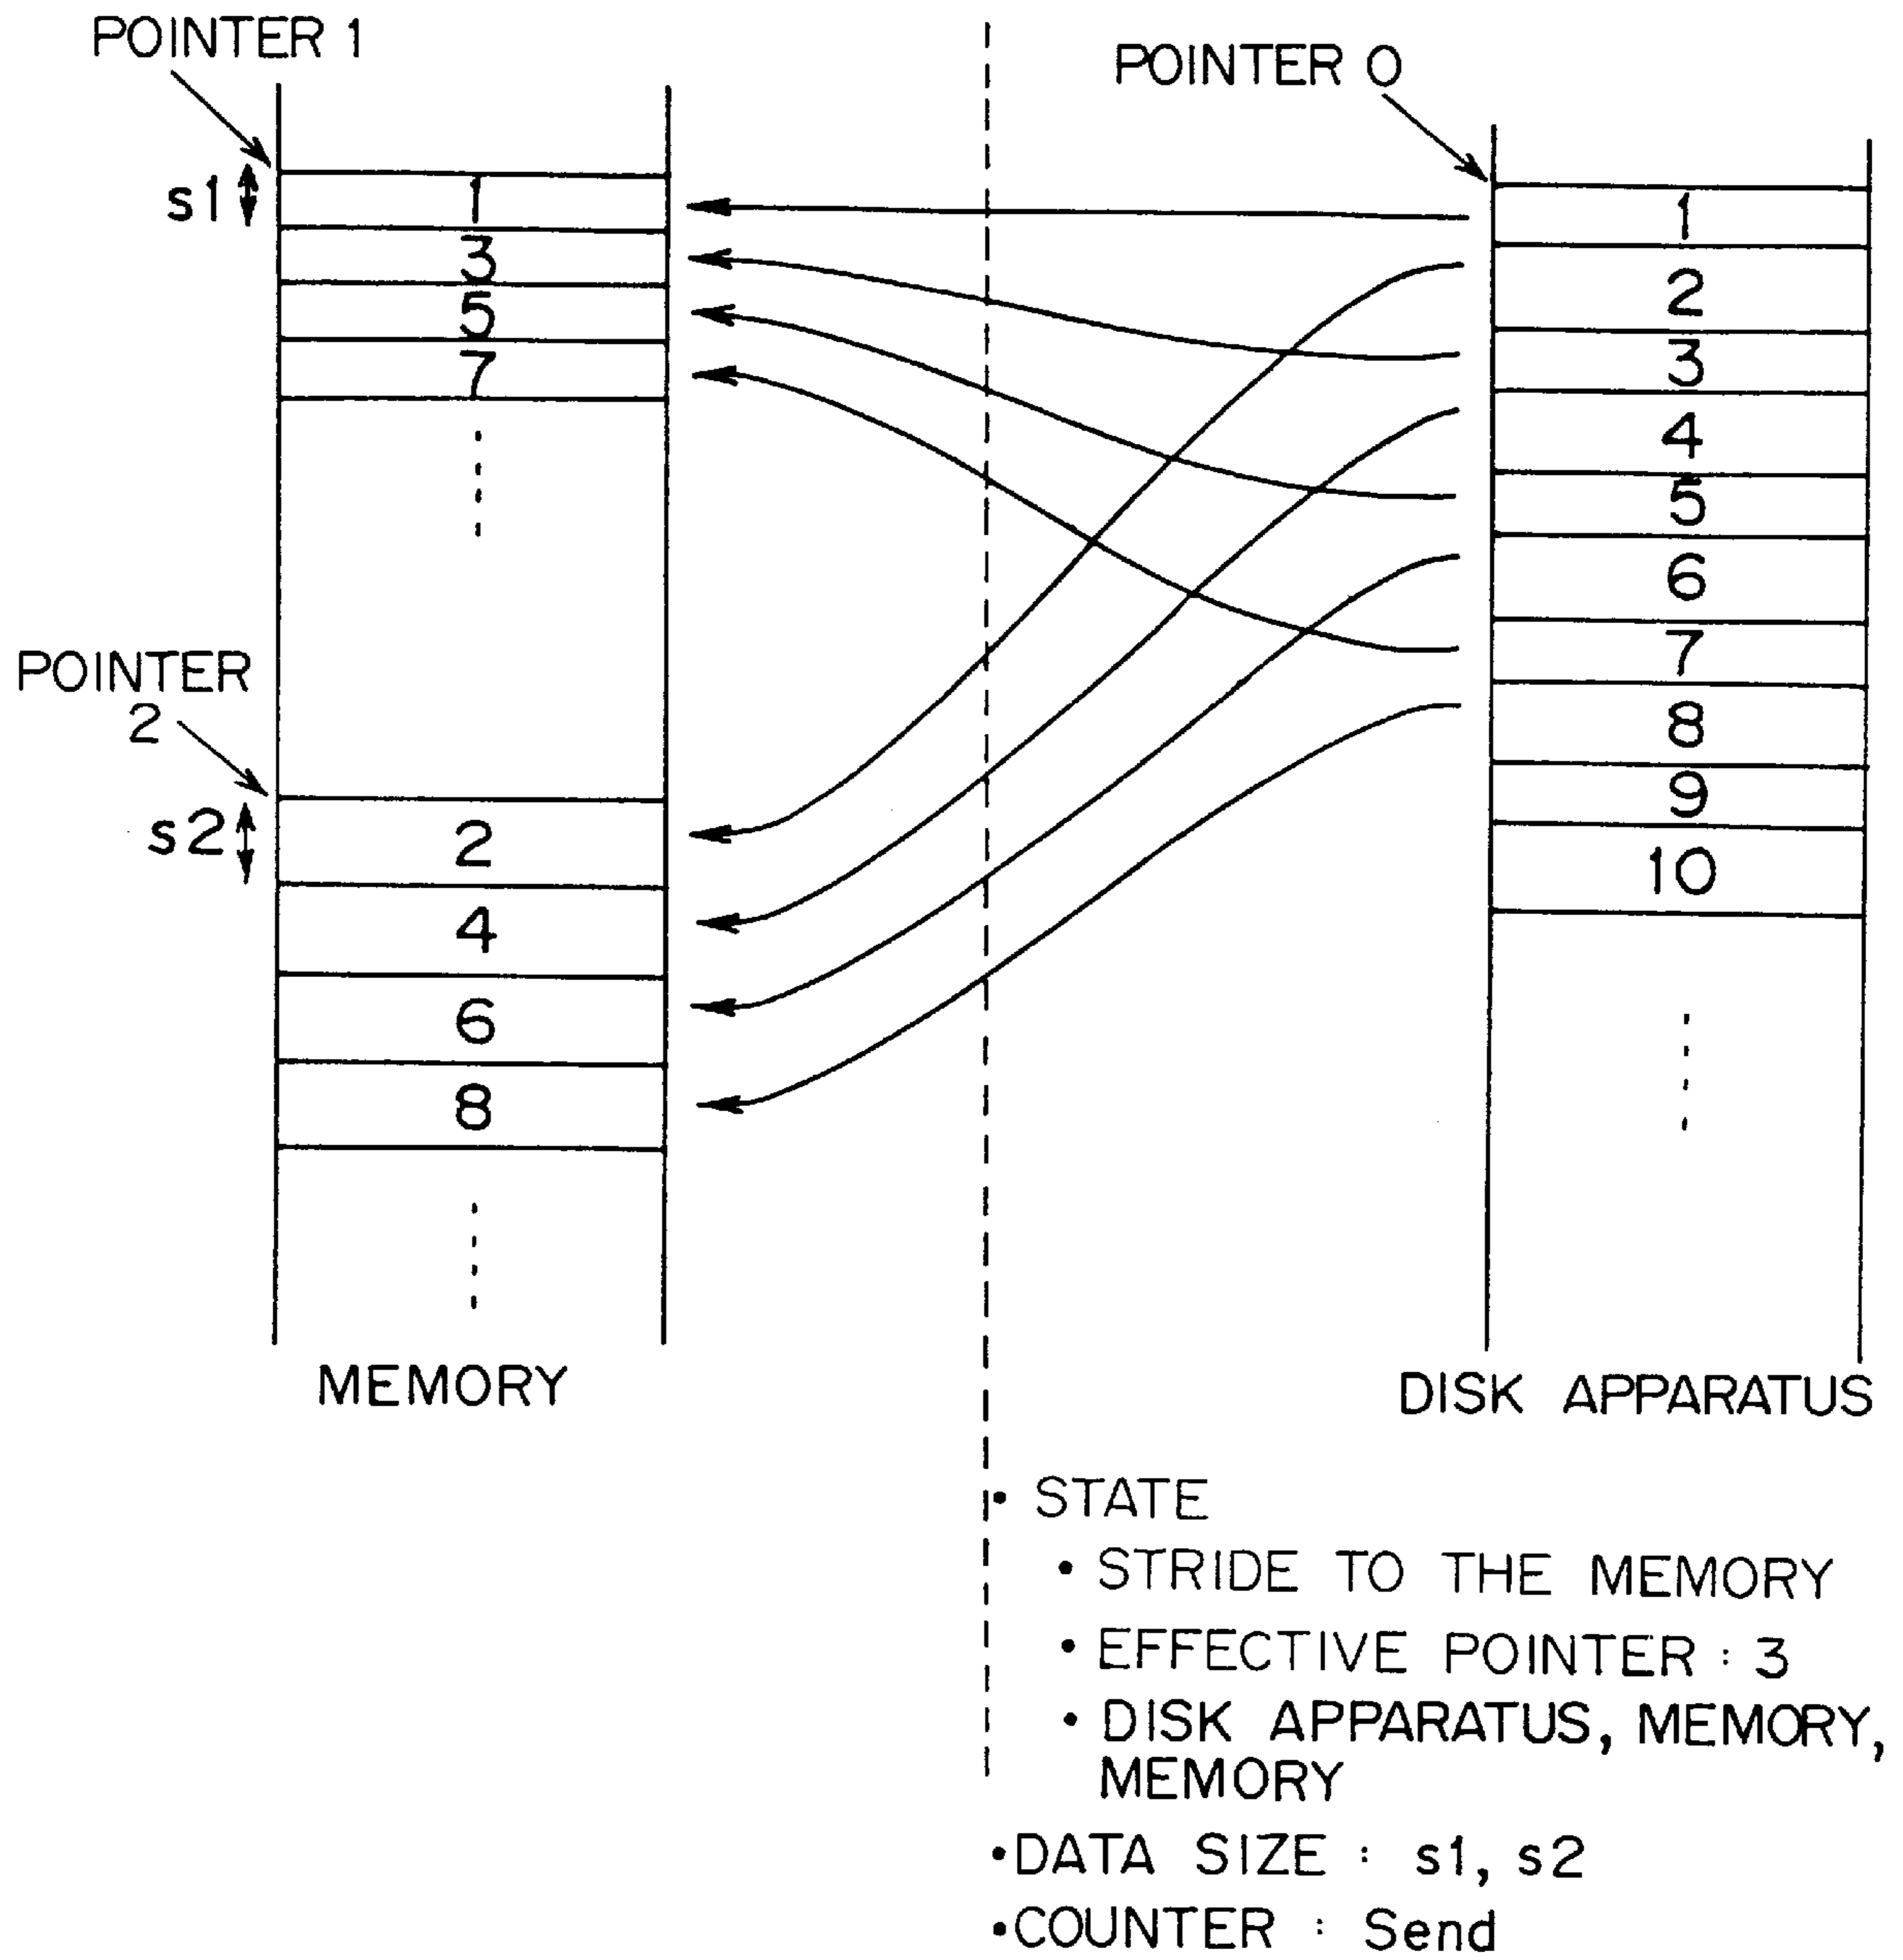 POINTER 1
POINTER 0
s1
1
3
5
7
POINTER
2
s2
2
4
6
8
MEMORY
1
2
3
4
5
6
7
8
9
10
DISK APPARATUS
• STATE
• STRIDE TO THE MEMORY
• EFFECTIVE POINTER : 3
• DISK APPARATUS, MEMORY,
MEMORY
•DATA SIZE : s1, s2
•COUNTER : Send